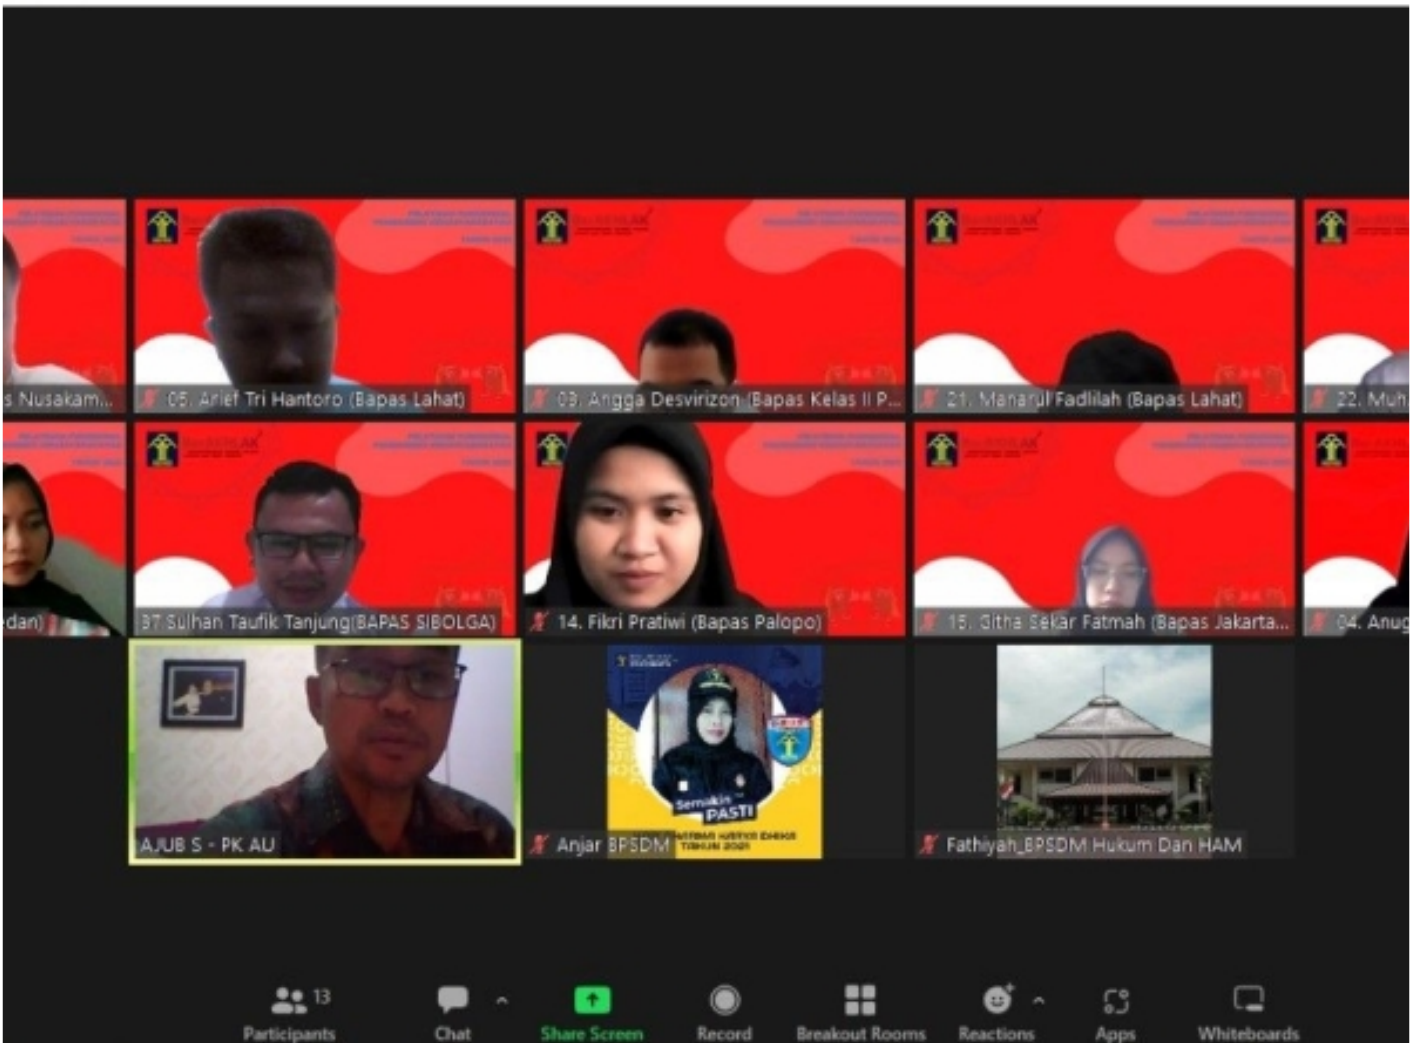 s Nusakam...
05. Arief Tri Hantoro (Bapas Lahat)
03. Angga Desvirizon (Bapas Kelas II P...
21. Manarul Fadlilah (Bapas Lahat)
22. Muh.
edan)
37 Sulhan Taufik Tanjung(BAPAS SIBOLGA)
14. Fikri Pratiwi (Bapas Palopo)
15. Githa Sekar Fatmah (Bapas Jakarta...
04. Anug
AJUB S - PK AU
Semakin
PASTI
TAHUN 2021
Anjar BPSDM
Fathiyah_BPSDM Hukum Dan HAM
13
Participants
Chat
Share Screen
Record
Breakout Rooms
Reactions
Apps
Whiteboards